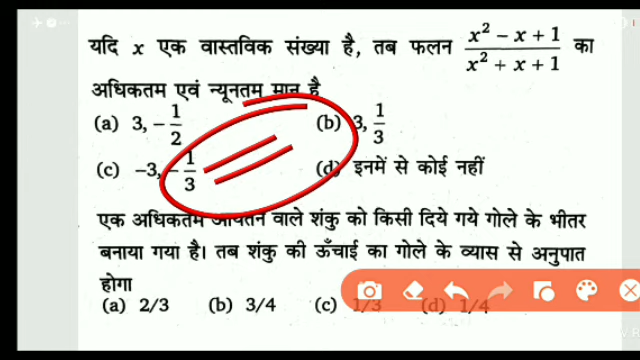 यदि x एक वास्तविक संख्या है, तब फलन (x² − x + 1)/(x² + x + 1) का
अधिकतम एवं न्यूनतम मान है
(a) 3, −1/2 (b) 3, 1/3
(c) −3, −1/3 (d) इनमें से कोई नहीं
एक अधिकतम आयतन वाले शंकु को किसी दिये गये गोले के भीतर
बनाया गया है। तब शंकु की ऊँचाई का गोले के व्यास से अनुपात
होगा
(a) 2/3 (b) 3/4 (c) 1/3 (d) 1/4